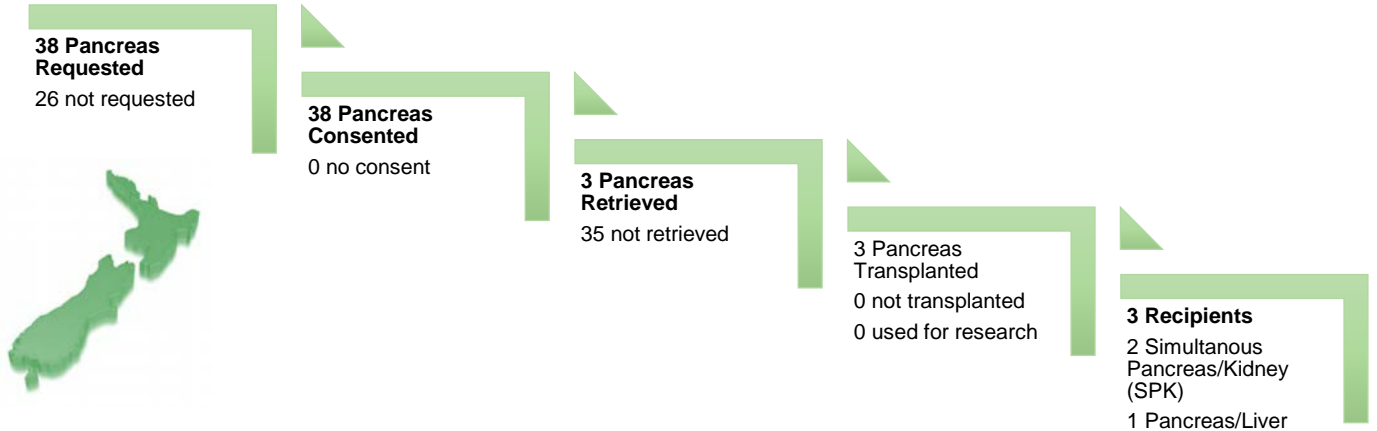 38 Pancreas
Requested
26 not requested
38 Pancreas
Consented
0 no consent
3 Pancreas
Retrieved
35 not retrieved
3 Pancreas
Transplanted
0 not transplanted
0 used for research
3 Recipients
2 Simultanous
Pancreas/Kidney
(SPK)
1 Pancreas/Liver